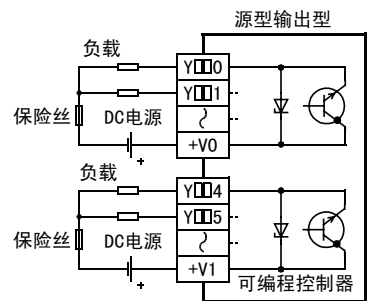 源型输出型
负载
Y□□0
Y□□1
保险丝
DC电源
+V0
+
负载
Y□□4
Y□□5
保险丝
DC电源
+V1
+
可编程控制器